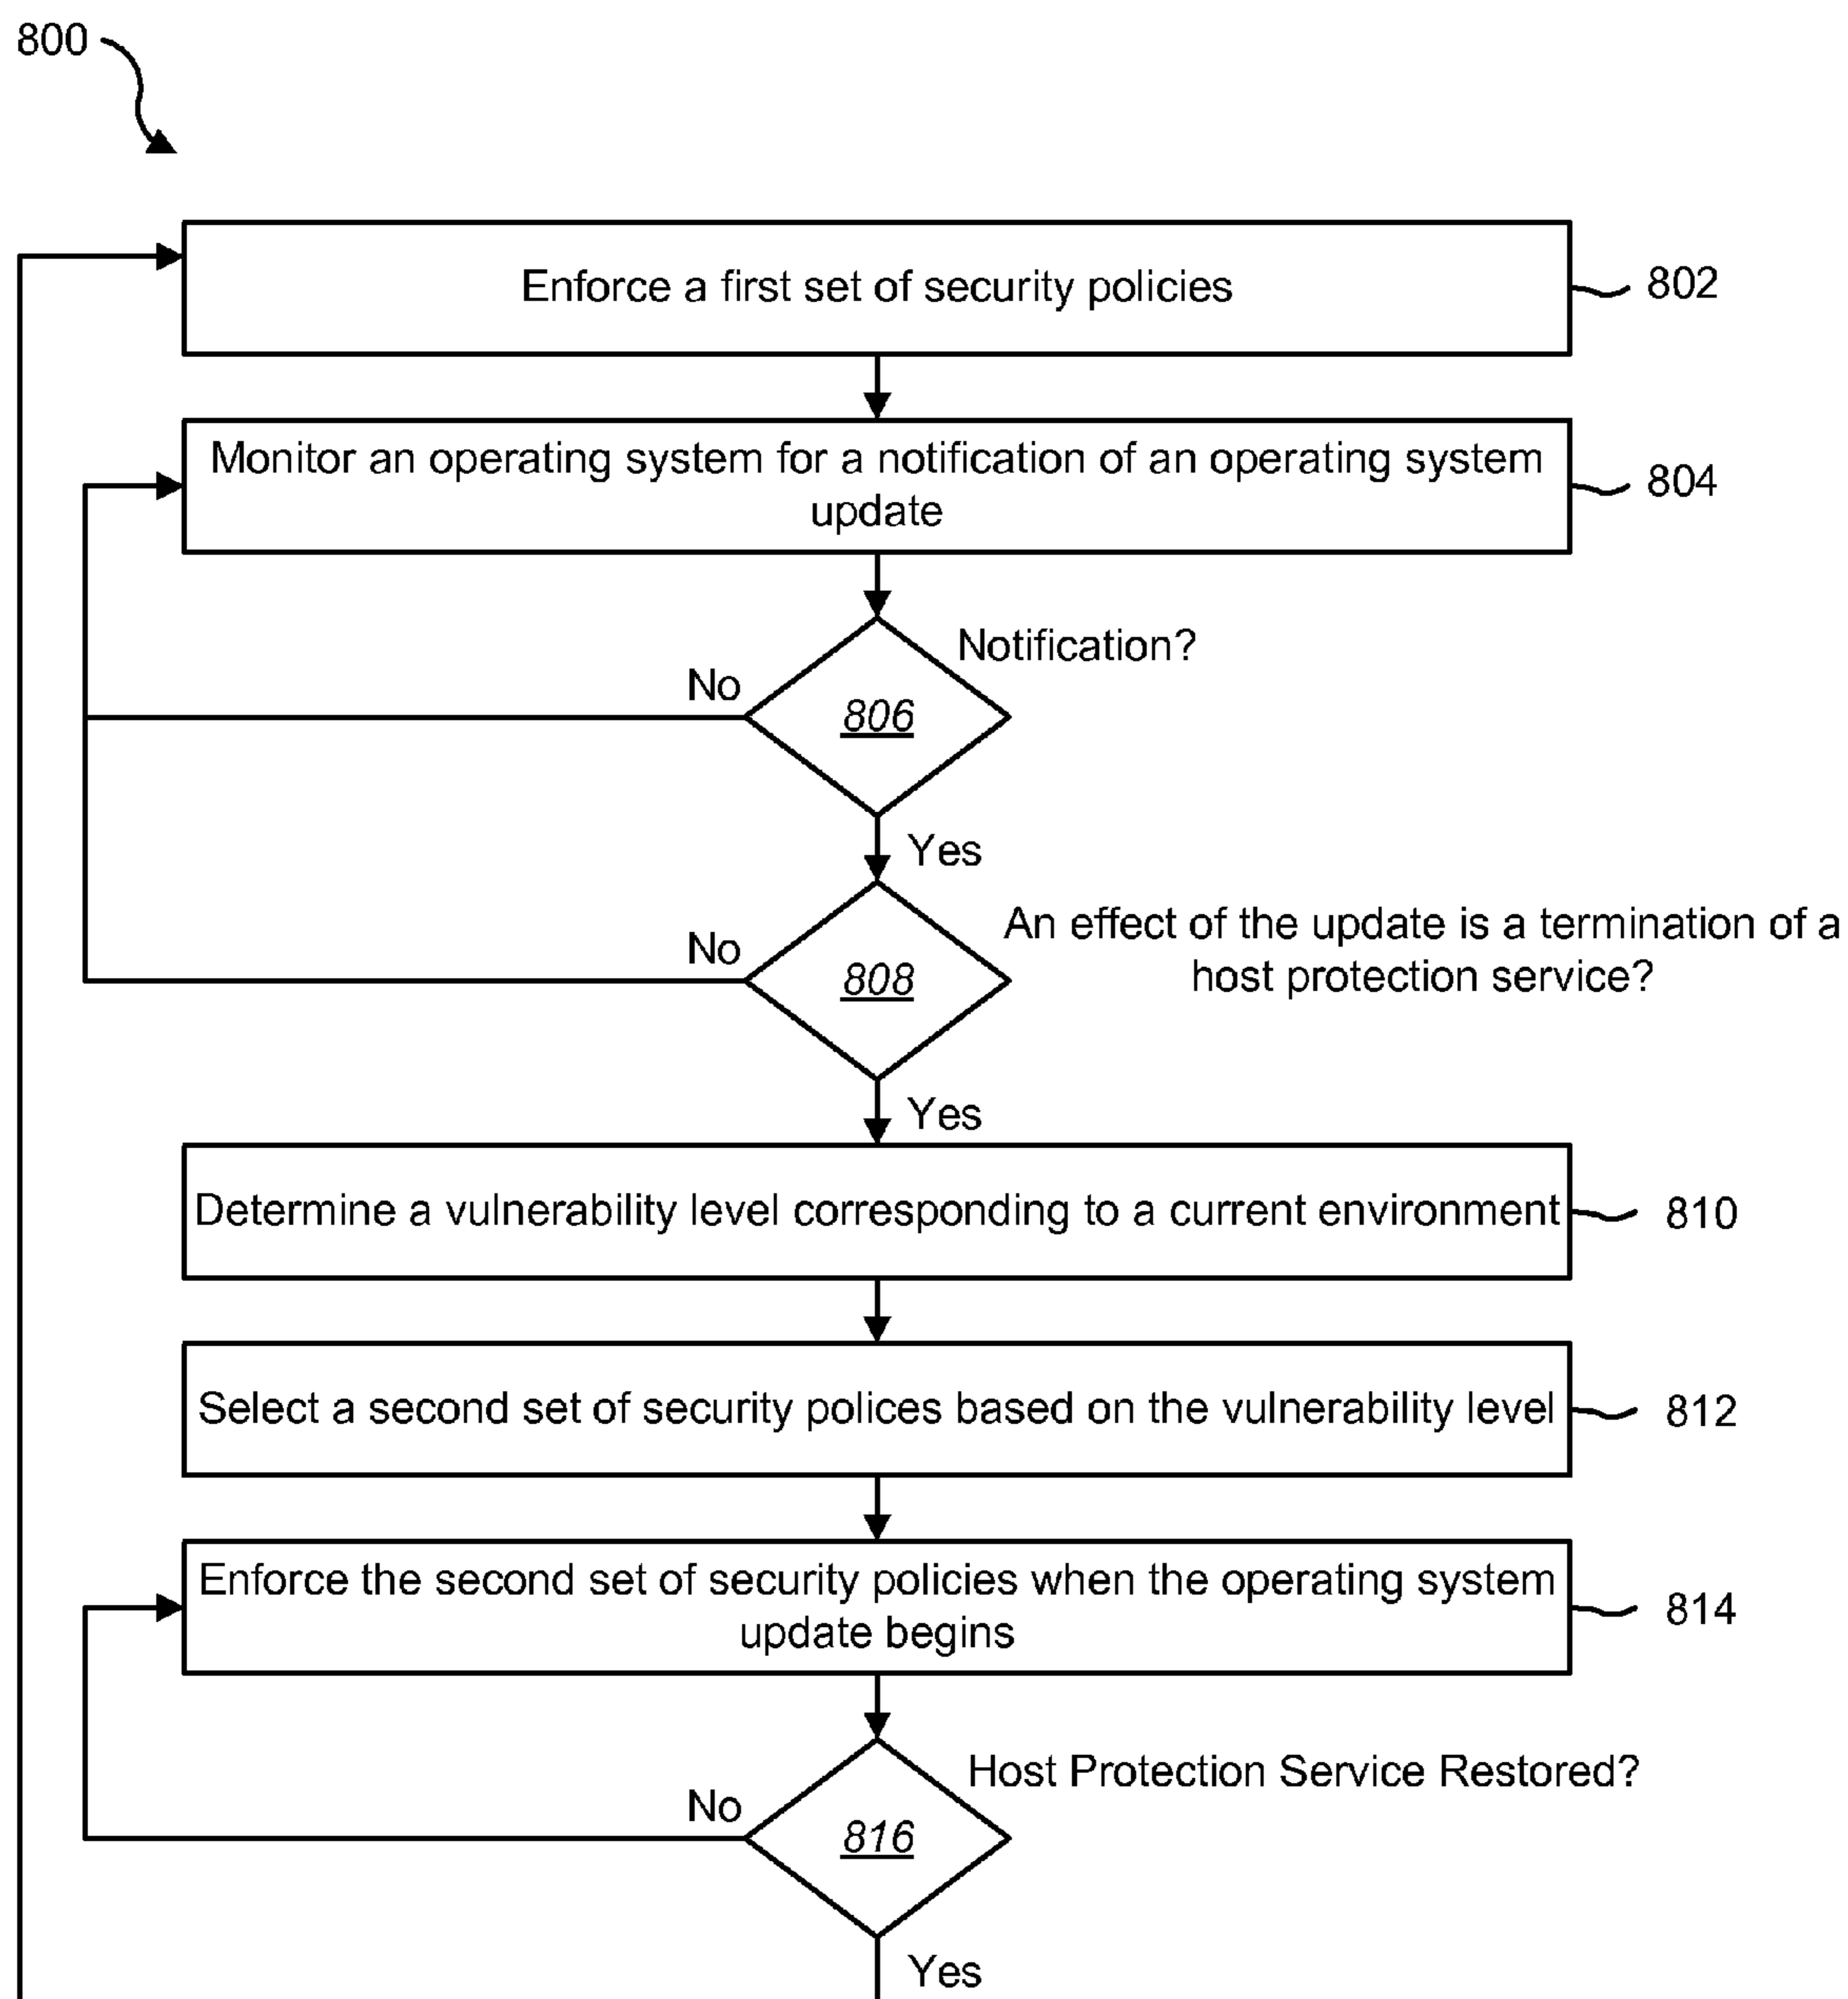 800
Enforce a first set of security policies
802
Monitor an operating system for a notification of an operating system
update
804
Notification?
No
806
Yes
An effect of the update is a termination of a
host protection service?
No
808
Yes
Determine a vulnerability level corresponding to a current environment
810
Select a second set of security polices based on the vulnerability level
812
Enforce the second set of security policies when the operating system
update begins
814
Host Protection Service Restored?
No
816
Yes